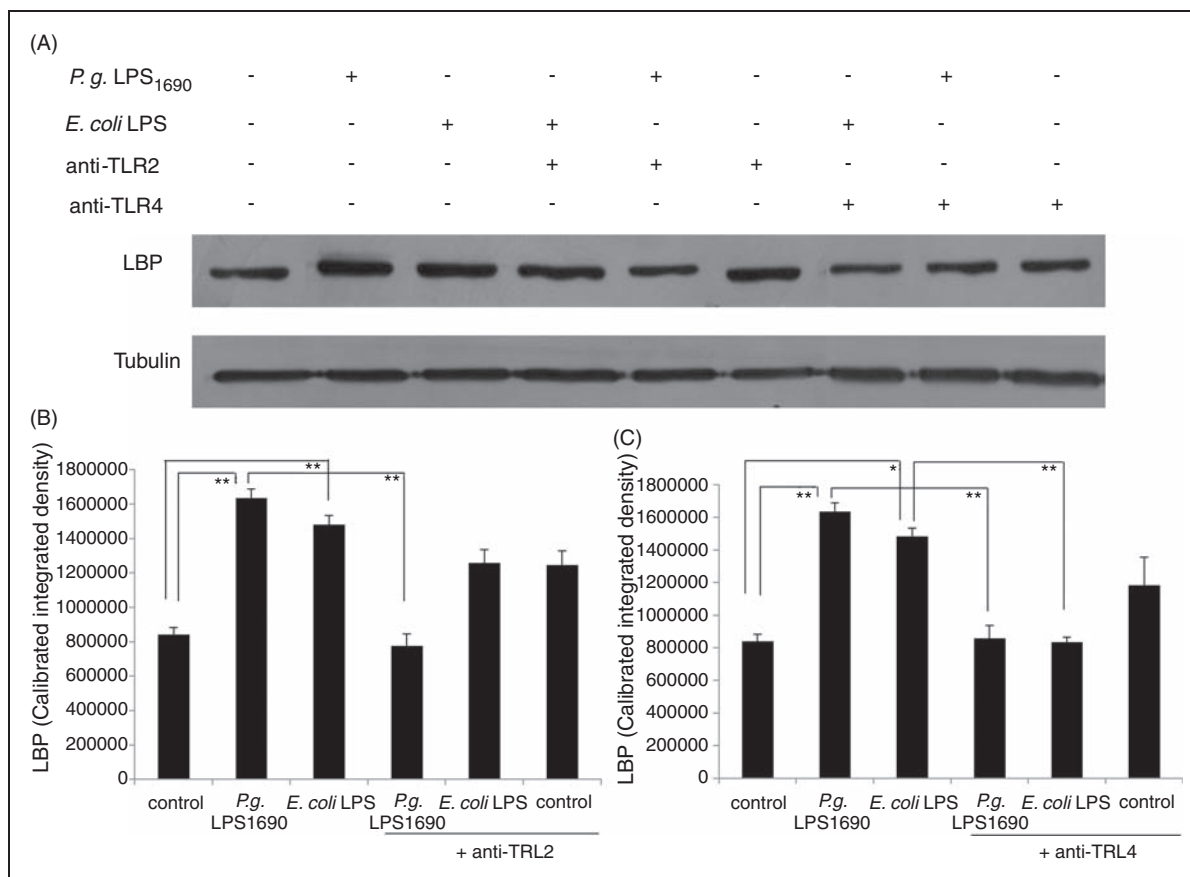 (A)
P. g. LPS1690 - + - - + - - + -
E. coli LPS - - + + - - + - -
anti-TLR2 - - - + + + - - -
anti-TLR4 - - - - - - + + +
LBP
Tubulin
(B)
LBP (Calibrated integrated density)
1800000
1600000
1400000
1200000
1000000
800000
600000
400000
200000
0
** ** **
control P.g. LPS1690 E. coli LPS P.g. LPS1690 E. coli LPS control
+ anti-TRL2
(C)
LBP (Calibrated integrated density)
1800000
1600000
1400000
1200000
1000000
800000
600000
400000
200000
0
** * ** **
control P.g. LPS1690 E. coli LPS P.g. LPS1690 E. coli LPS control
+ anti-TRL4